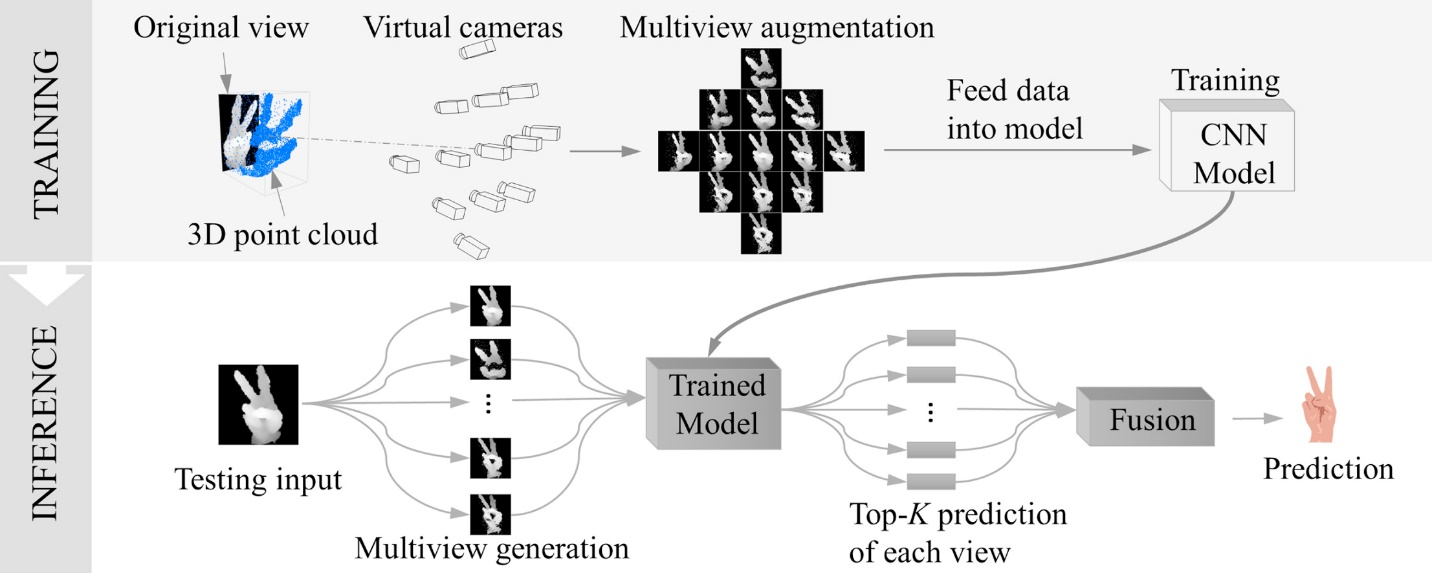 TRAINING
Original view
Virtual cameras
Multiview augmentation
3D point cloud
Feed data
into model
Training
CNN
Model
INFERENCE
Testing input
Multiview generation
Trained
Model
Top-K prediction
of each view
Fusion
Prediction